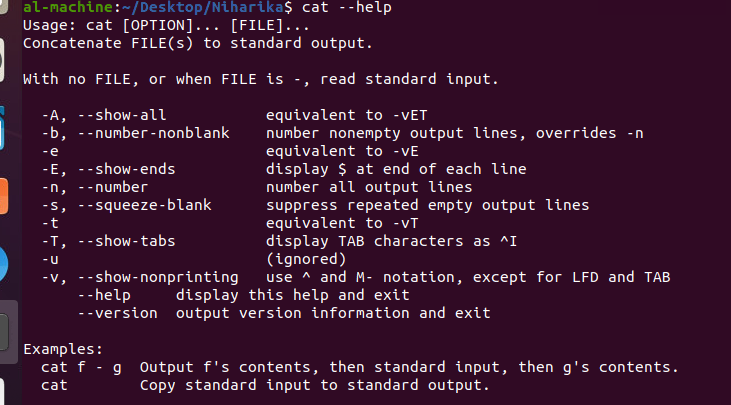 al-machine:~/Desktop/Niharika$ cat --help
Usage: cat [OPTION]... [FILE]...
Concatenate FILE(s) to standard output.

With no FILE, or when FILE is -, read standard input.

  -A, --show-all           equivalent to -vET
  -b, --number-nonblank    number nonempty output lines, overrides -n
  -e                       equivalent to -vE
  -E, --show-ends          display $ at end of each line
  -n, --number             number all output lines
  -s, --squeeze-blank      suppress repeated empty output lines
  -t                       equivalent to -vT
  -T, --show-tabs          display TAB characters as ^I
  -u                       (ignored)
  -v, --show-nonprinting   use ^ and M- notation, except for LFD and TAB
      --help     display this help and exit
      --version  output version information and exit

Examples:
  cat f - g  Output f's contents, then standard input, then g's contents.
  cat        Copy standard input to standard output.